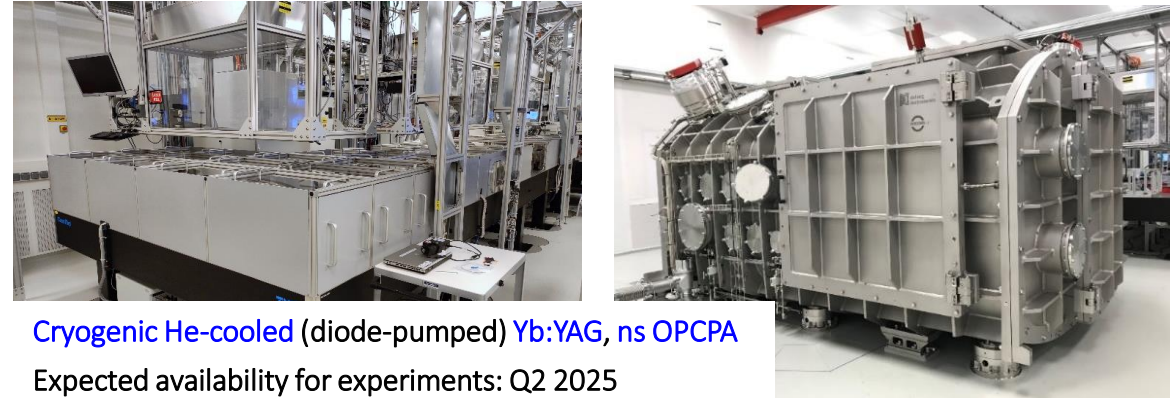 Cryogenic He-cooled (diode-pumped) Yb:YAG, ns OPCPA
Expected availability for experiments: Q2 2025